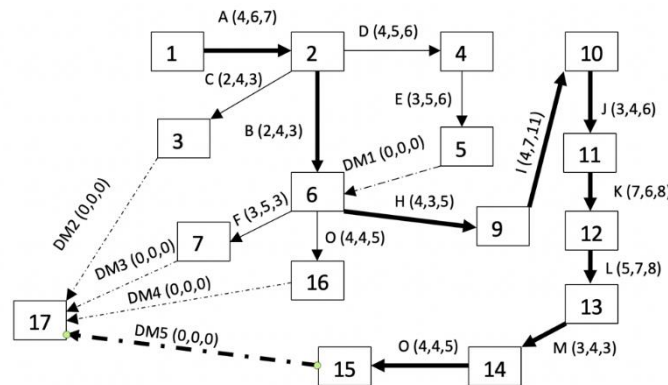 A (4,6,7)
1
2
D (4,5,6)
4
10
C (2,4,3)
B (2,4,3)
E (3,5,6)
I (4,7,11)
J (3,4,6)
3
5
11
DM1 (0,0,0)
K (7,6,8)
DM2 (0,0,0)
6
H (4,3,5)
F (3,5,3)
O (4,4,5)
9
12
7
DM3 (0,0,0)
L (5,7,8)
16
DM4 (0,0,0)
13
17
DM5 (0,0,0)
M (3,4,3)
O (4,4,5)
15
14